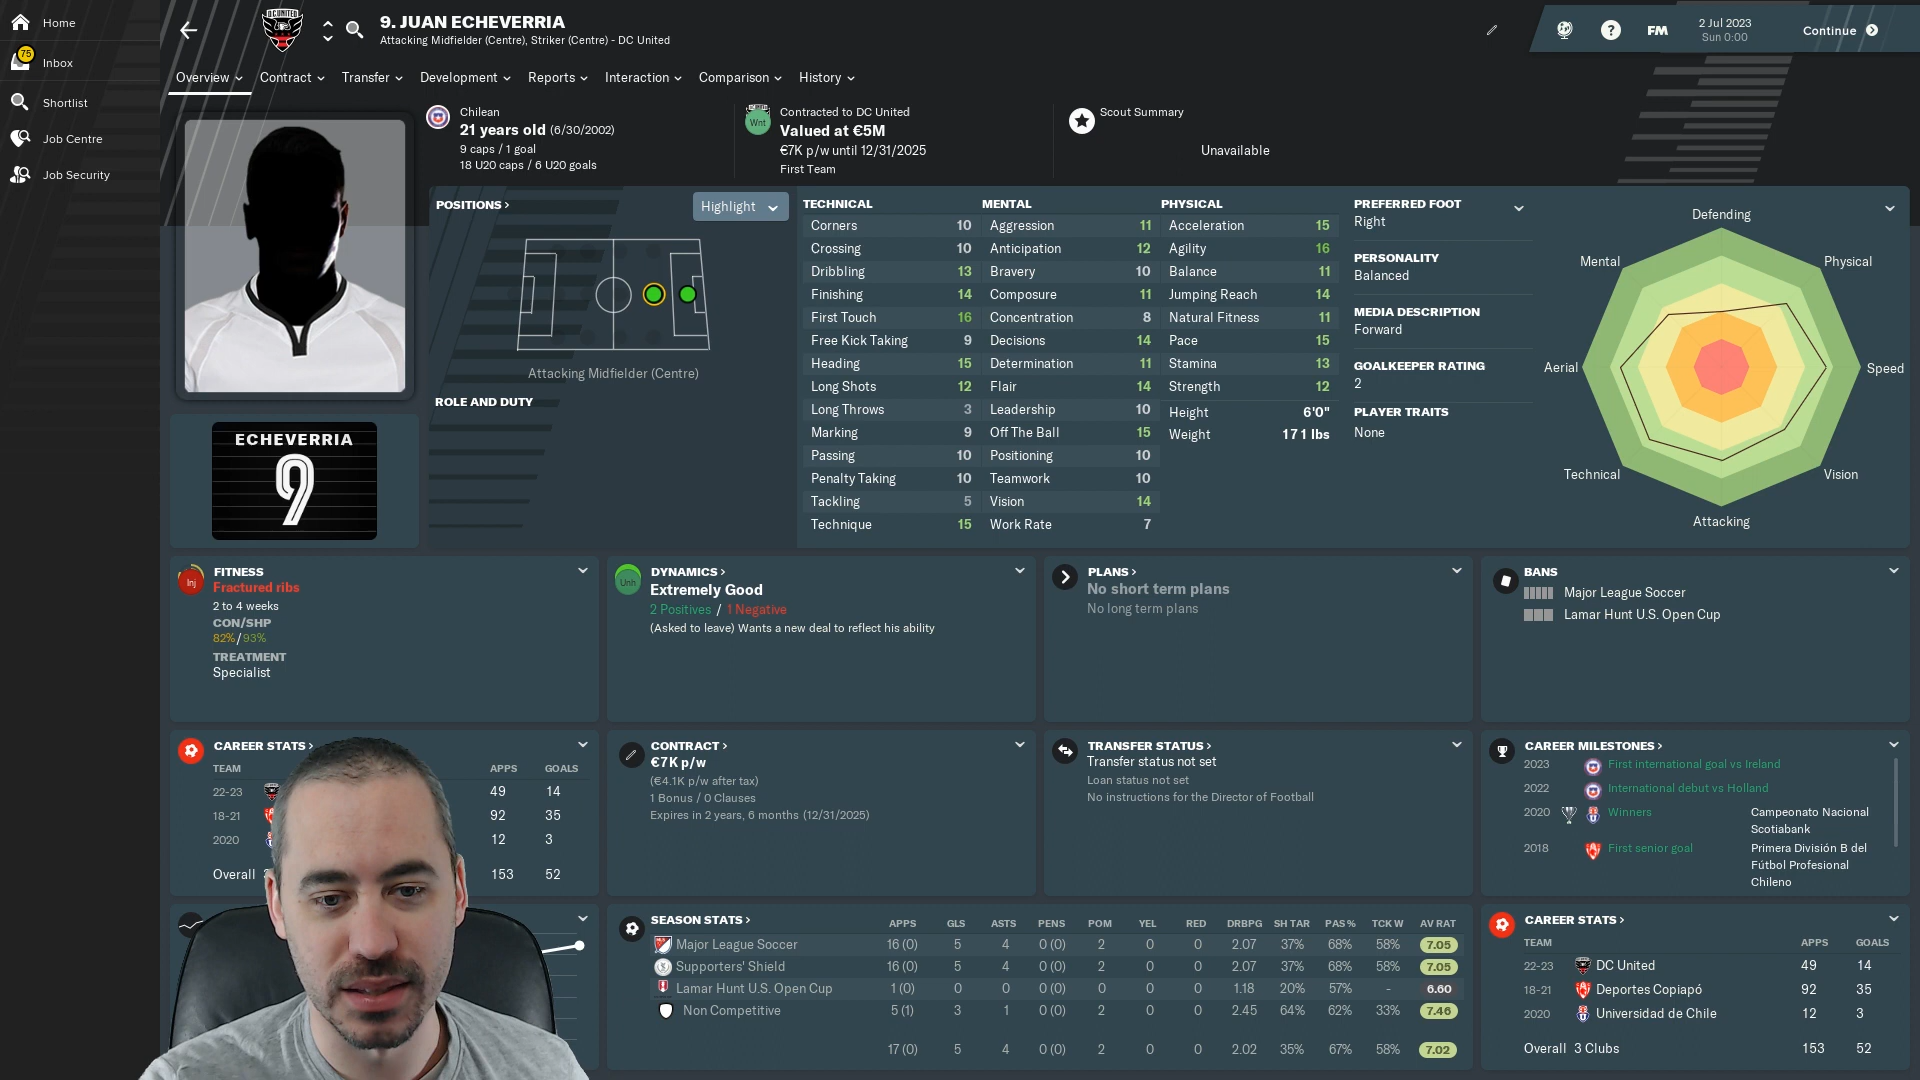 Home
75
Inbox
Shortlist
Job Centre
Job Security
9. JUAN ECHEVERRIA
Attacking Midfielder (Centre), Striker (Centre) - DC United
?
FM
2 Jul 2023
Sun 0:00
Continue
Overview
Contract
Transfer
Development
Reports
Interaction
Comparison
History
Chilean
21 years old (6/30/2002)
9 caps / 1 goal
18 U20 caps / 6 U20 goals
Wnt
Contracted to DC United
Valued at €5M
€7K p/w until 12/31/2025
First Team
Scout Summary
Unavailable
ECHEVERRIA
9
POSITIONS >
Highlight
Attacking Midfielder (Centre)
ROLE AND DUTY
TECHNICAL
Corners 10
Crossing 10
Dribbling 13
Finishing 14
First Touch 16
Free Kick Taking 9
Heading 15
Long Shots 12
Long Throws 3
Marking 9
Passing 10
Penalty Taking 10
Tackling 5
Technique 15
MENTAL
Aggression 11
Anticipation 12
Bravery 10
Composure 11
Concentration 8
Decisions 14
Determination 11
Flair 14
Leadership 10
Off The Ball 15
Positioning 10
Teamwork 10
Vision 14
Work Rate 7
PHYSICAL
Acceleration 15
Agility 16
Balance 11
Jumping Reach 14
Natural Fitness 11
Pace 15
Stamina 13
Strength 12
Height 6'0"
Weight 171 lbs
PREFERRED FOOT
Right
PERSONALITY
Balanced
MEDIA DESCRIPTION
Forward
GOALKEEPER RATING
2
PLAYER TRAITS
None
Defending
Mental
Physical
Aerial
Speed
Technical
Vision
Attacking
Inj
FITNESS
Fractured ribs
2 to 4 weeks
CON/SHP
82%/93%
TREATMENT
Specialist
Unh
DYNAMICS >
Extremely Good
2 Positives / 1 Negative
(Asked to leave) Wants a new deal to reflect his ability
PLANS >
No short term plans
No long term plans
BANS
Major League Soccer
Lamar Hunt U.S. Open Cup
CAREER STATS >
TEAM APPS GOALS
22-23 49 14
18-21 92 35
2020 12 3
Overall 153 52
CONTRACT >
€7K p/w
(€4.1K p/w after tax)
1 Bonus / 0 Clauses
Expires in 2 years, 6 months (12/31/2025)
TRANSFER STATUS >
Transfer status not set
Loan status not set
No instructions for the Director of Football
CAREER MILESTONES >
2023 First international goal vs Ireland
2022 International debut vs Holland
2020 Winners Campeonato Nacional
Scotiabank
2018 First senior goal Primera División B del
Fútbol Profesional
Chileno
SEASON STATS > APPS GLS ASTS PENS POM YEL RED DRBPG SH TAR PAS % TCK W AV RAT
Major League Soccer 16 (0) 5 4 0 (0) 2 0 0 2.07 37% 68% 58% 7.05
Supporters' Shield 16 (0) 5 4 0 (0) 2 0 0 2.07 37% 68% 58% 7.05
Lamar Hunt U.S. Open Cup 1 (0) 0 0 0 (0) 0 0 0 1.18 20% 57% - 6.60
Non Competitive 5 (1) 3 1 0 (0) 2 0 0 2.45 64% 62% 33% 7.46
17 (0) 5 4 0 (0) 2 0 0 2.02 35% 67% 58% 7.02
CAREER STATS >
TEAM APPS GOALS
22-23 DC United 49 14
18-21 Deportes Copiapó 92 35
2020 Universidad de Chile 12 3
Overall 3 Clubs 153 52